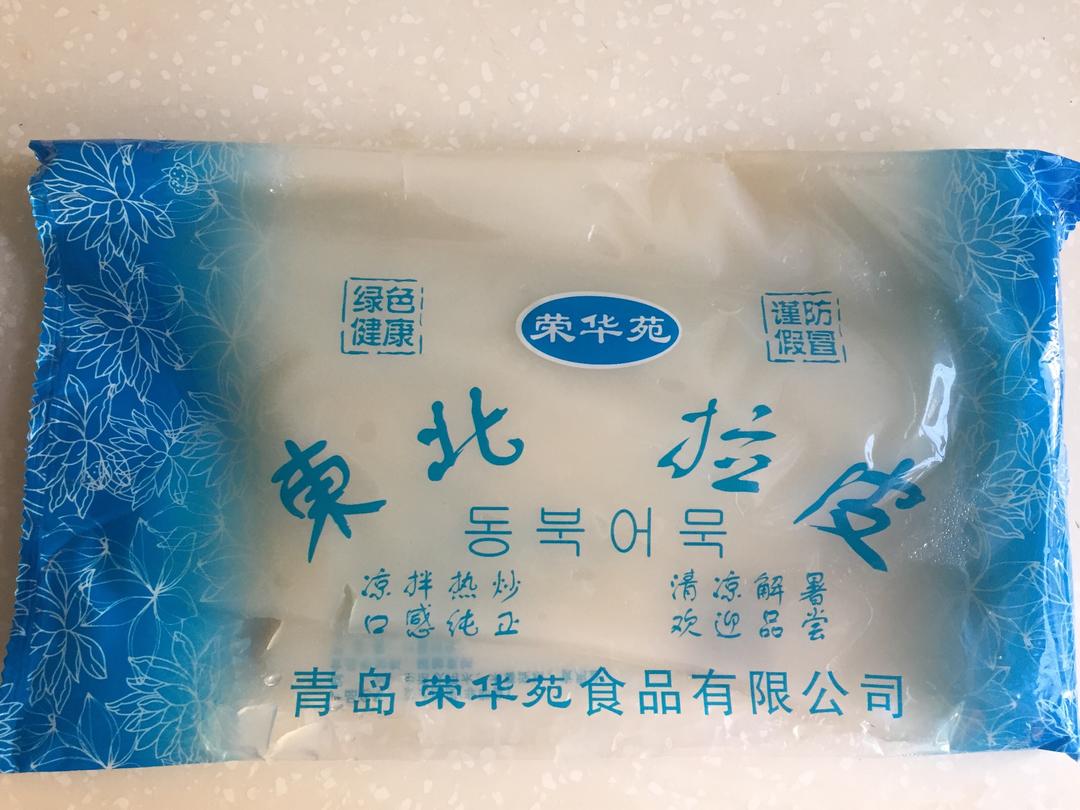 绿色
健康
荣华苑
谨防
假冒
東北拉皮
동북어묵
凉拌热炒
口感纯正
清凉解暑
欢迎品尝
青岛荣华苑食品有限公司